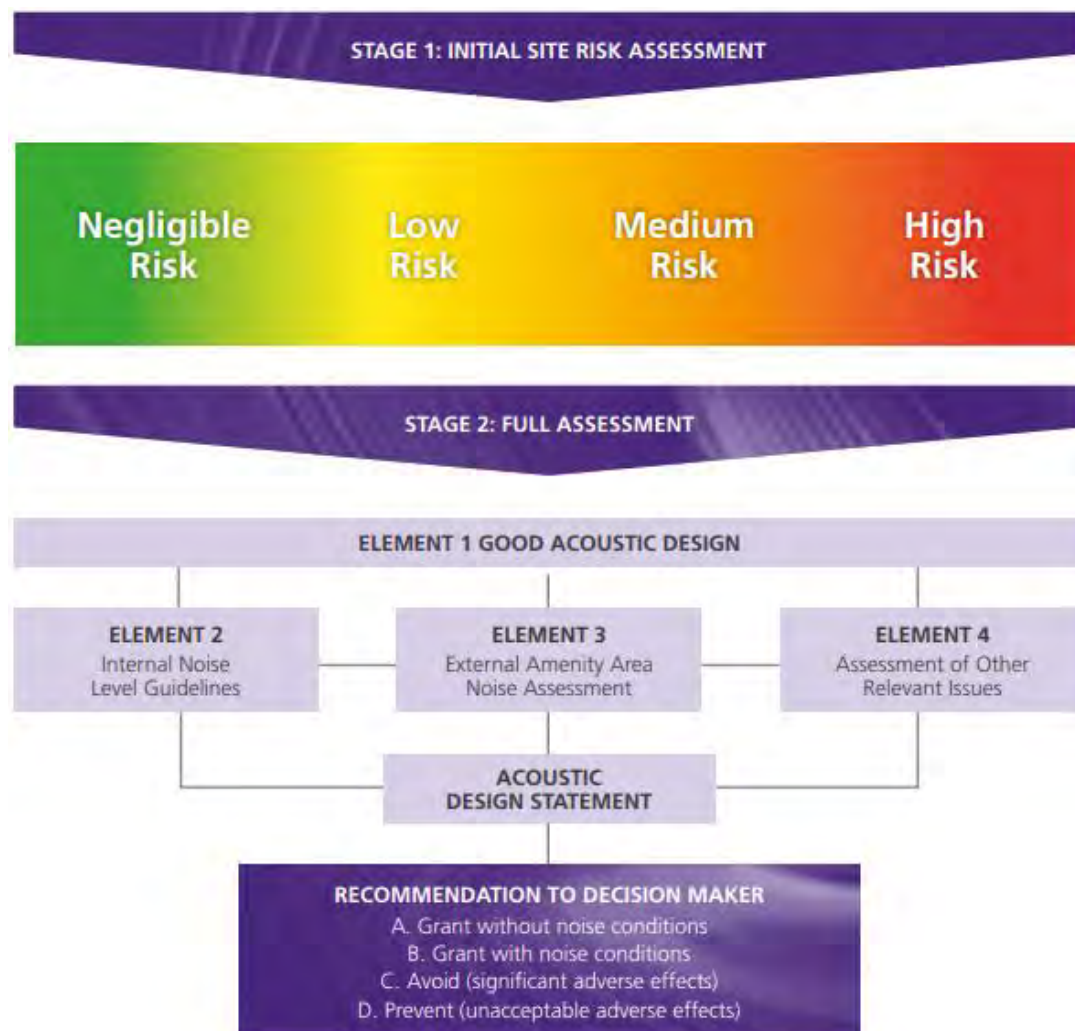 STAGE 1: INITIAL SITE RISK ASSESSMENT
Negligible
Risk
Low
Risk
Medium
Risk
High
Risk
STAGE 2: FULL ASSESSMENT
ELEMENT 1 GOOD ACOUSTIC DESIGN
ELEMENT 2
Internal Noise
Level Guidelines
ELEMENT 3
External Amenity Area
Noise Assessment
ELEMENT 4
Assessment of Other
Relevant Issues
ACOUSTIC
DESIGN STATEMENT
RECOMMENDATION TO DECISION MAKER
A. Grant without noise conditions
B. Grant with noise conditions
C. Avoid (significant adverse effects)
D. Prevent (unacceptable adverse effects)